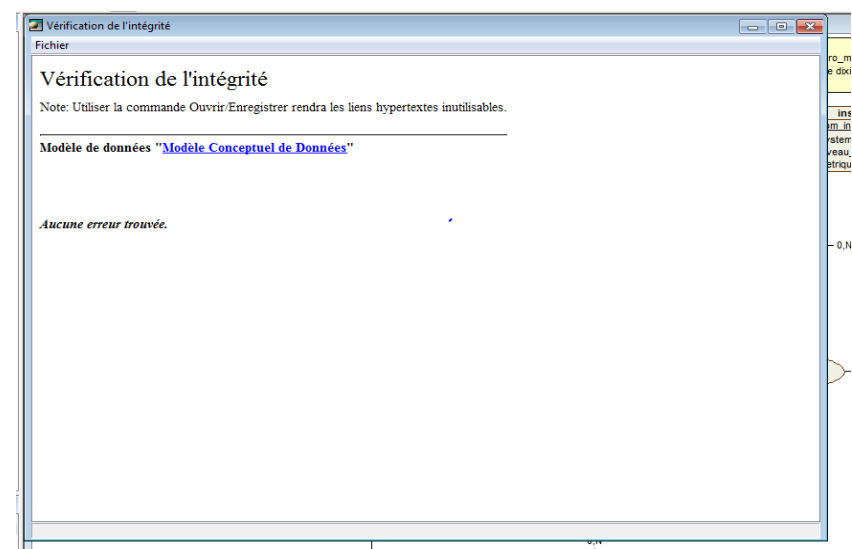 Vérification de l'intégrité
Fichier
Vérification de l'intégrité
Note: Utiliser la commande Ouvrir/Enregistrer rendra les liens hypertextes inutilisables.
Modèle de données "Modèle Conceptuel de Données"
Aucune erreur trouvée.
0,N